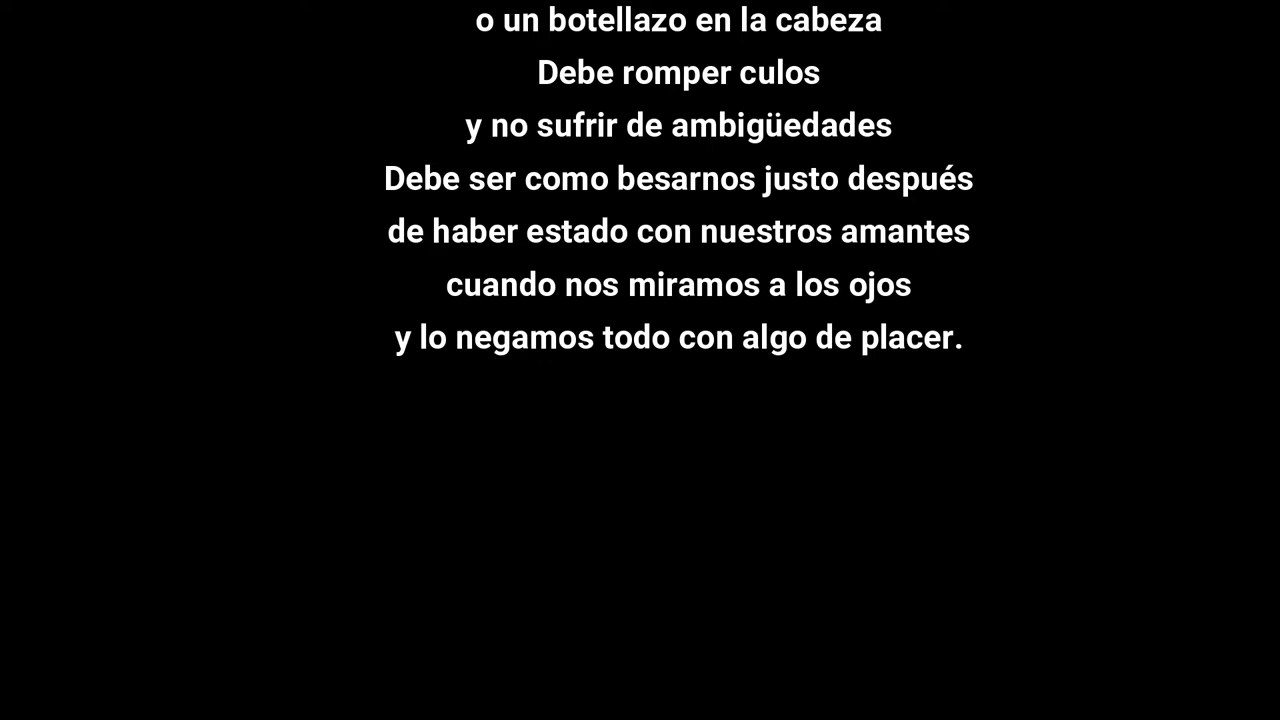 o un botellazo en la cabeza
Debe romper culos
y no sufrir de ambigüedades
Debe ser como besarnos justo después
de haber estado con nuestros amantes
cuando nos miramos a los ojos
y lo negamos todo con algo de placer.